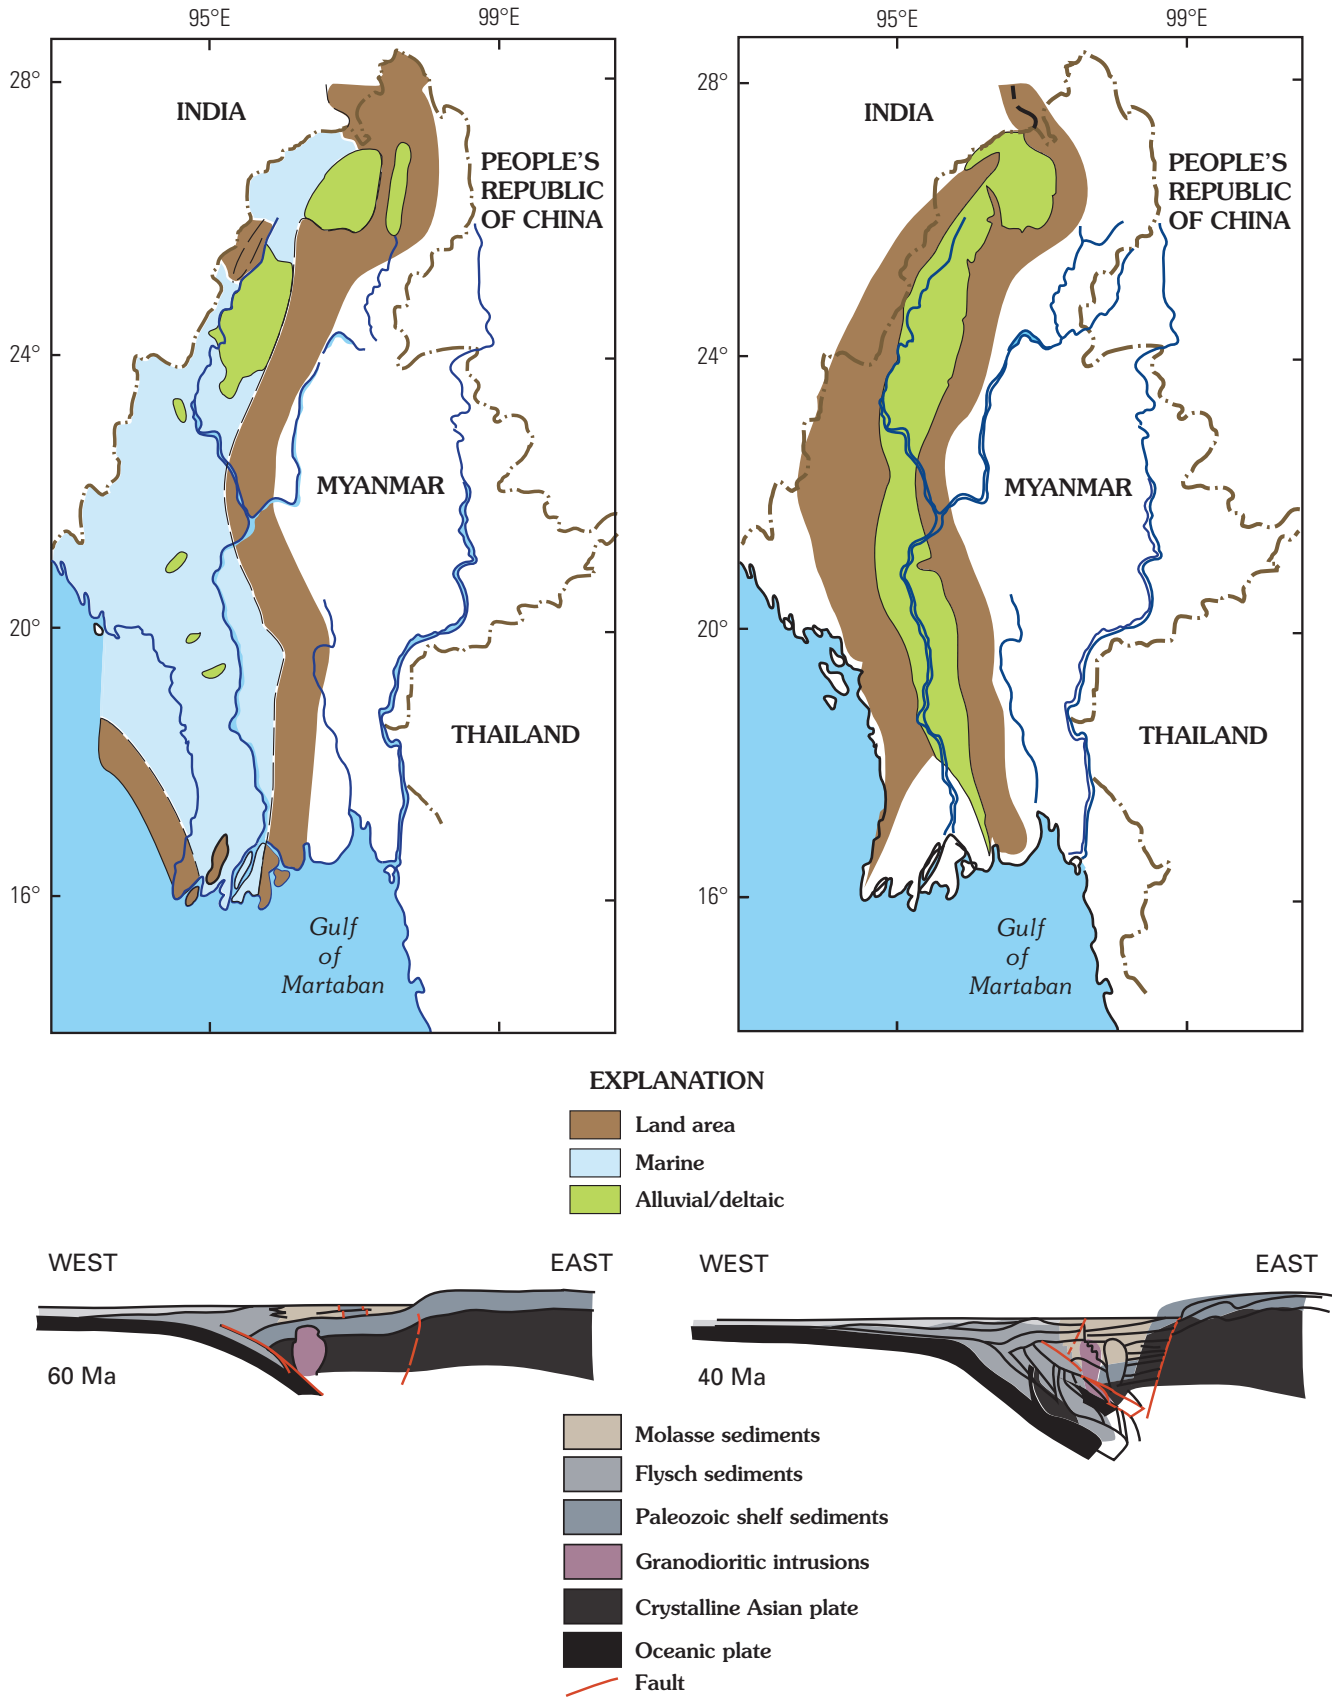 95°E
99°E
28°
24°
20°
16°
INDIA
PEOPLE'S
REPUBLIC
OF CHINA
MYANMAR
THAILAND
Gulf
of
Martaban
95°E
99°E
28°
24°
20°
16°
INDIA
PEOPLE'S
REPUBLIC
OF CHINA
MYANMAR
THAILAND
Gulf
of
Martaban
EXPLANATION
Land area
Marine
Alluvial/deltaic
WEST
EAST
60 Ma
WEST
EAST
40 Ma
Molasse sediments
Flysch sediments
Paleozoic shelf sediments
Granodioritic intrusions
Crystalline Asian plate
Oceanic plate
Fault